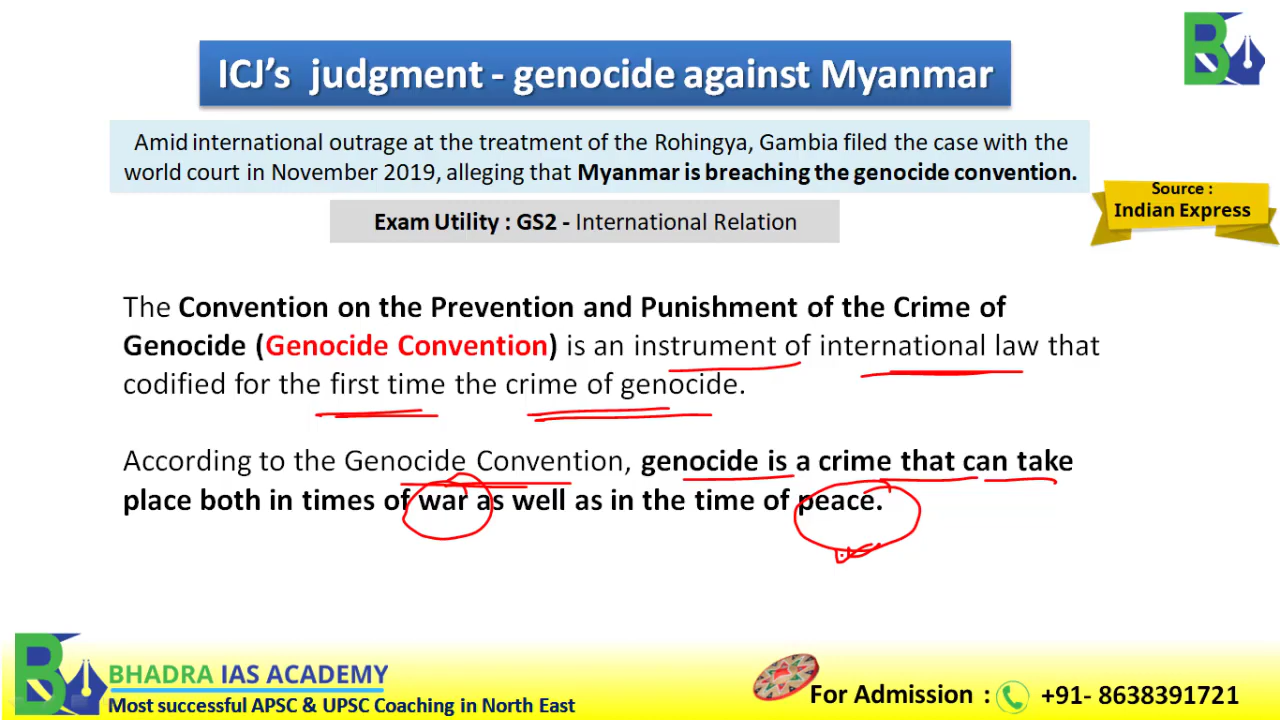 ICJ's judgment - genocide against Myanmar
Amid international outrage at the treatment of the Rohingya, Gambia filed the case with the
world court in November 2019, alleging that Myanmar is breaching the genocide convention.
Source :
Indian Express
Exam Utility : GS2 - International Relation
The Convention on the Prevention and Punishment of the Crime of
Genocide (Genocide Convention) is an instrument of international law that
codified for the first time the crime of genocide.
According to the Genocide Convention, genocide is a crime that can take
place both in times of war as well as in the time of peace.
BHADRA IAS ACADEMY
Most successful APSC & UPSC Coaching in North East
For Admission : +91- 8638391721